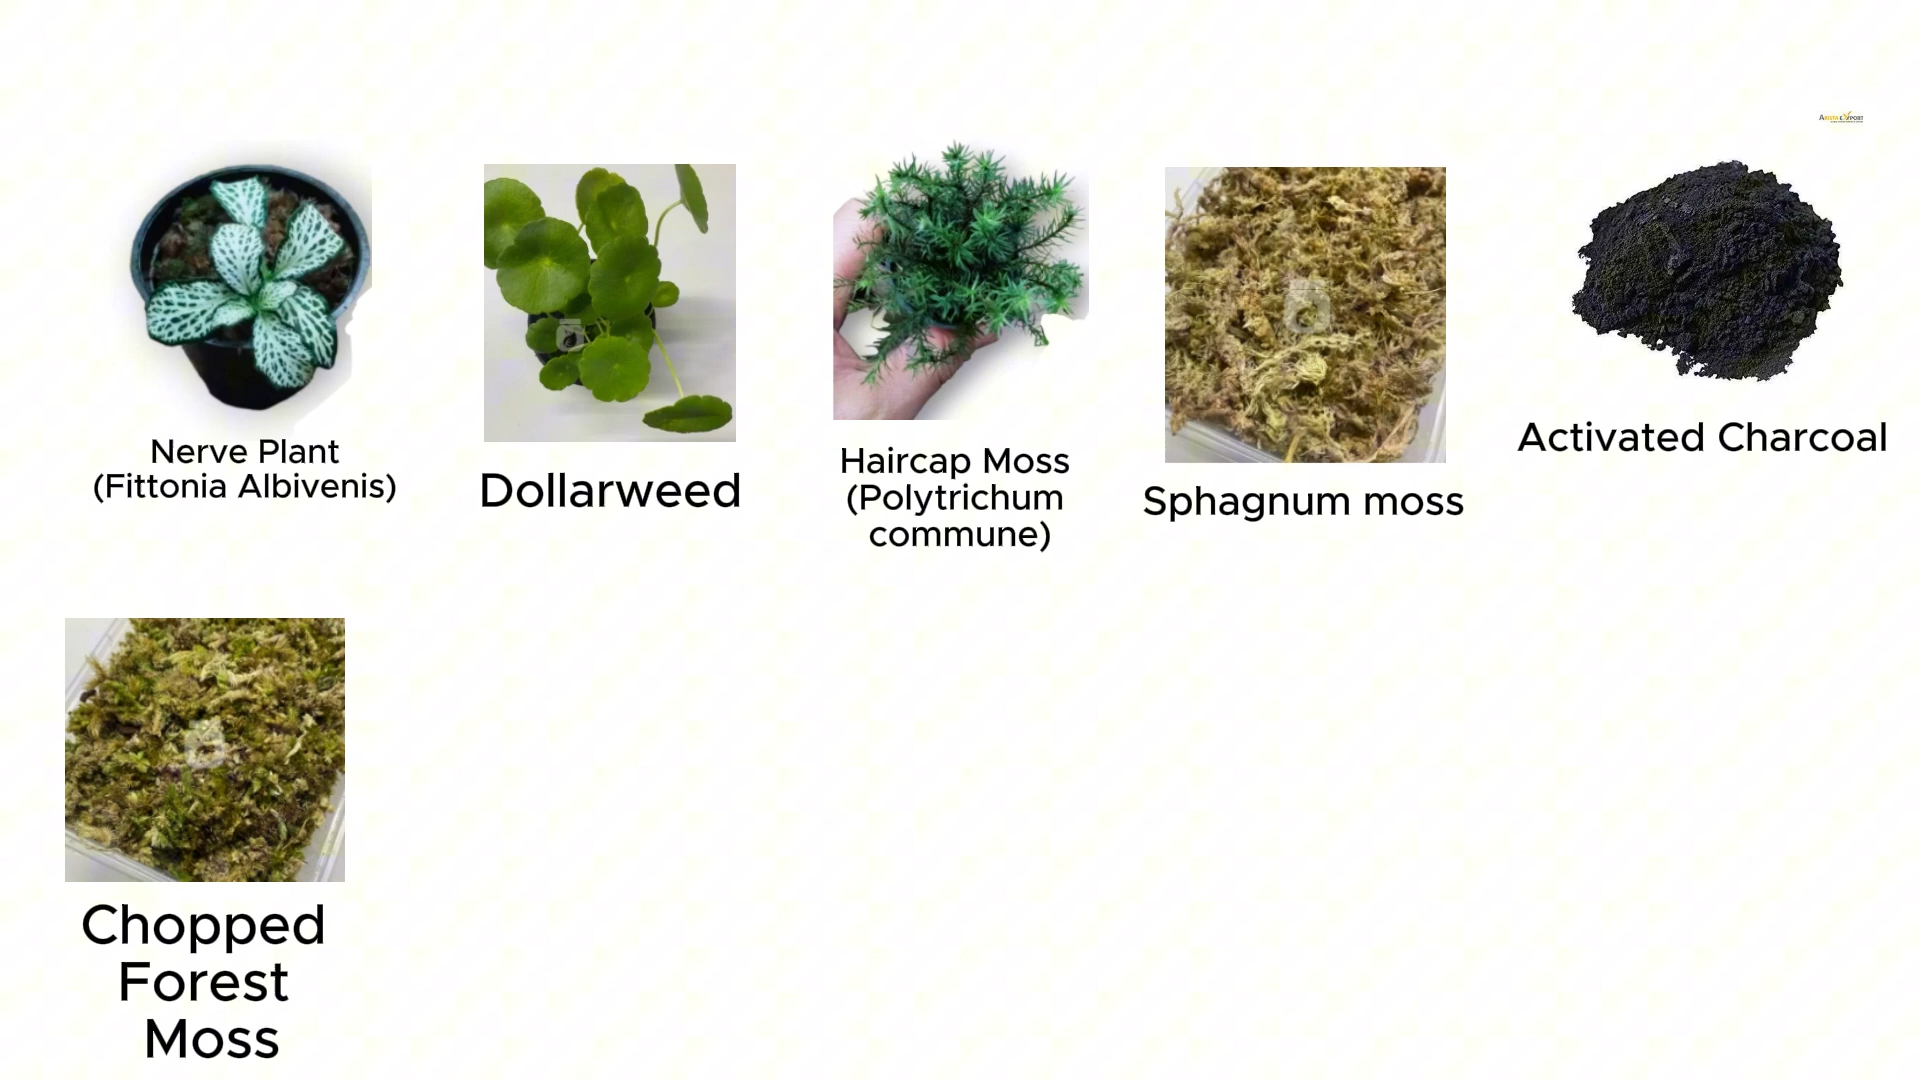 Nerve Plant
(Fittonia Albivenis)
Dollarweed
Haircap Moss
(Polytrichum
commune)
Sphagnum moss
Activated Charcoal
Chopped
Forest
Moss